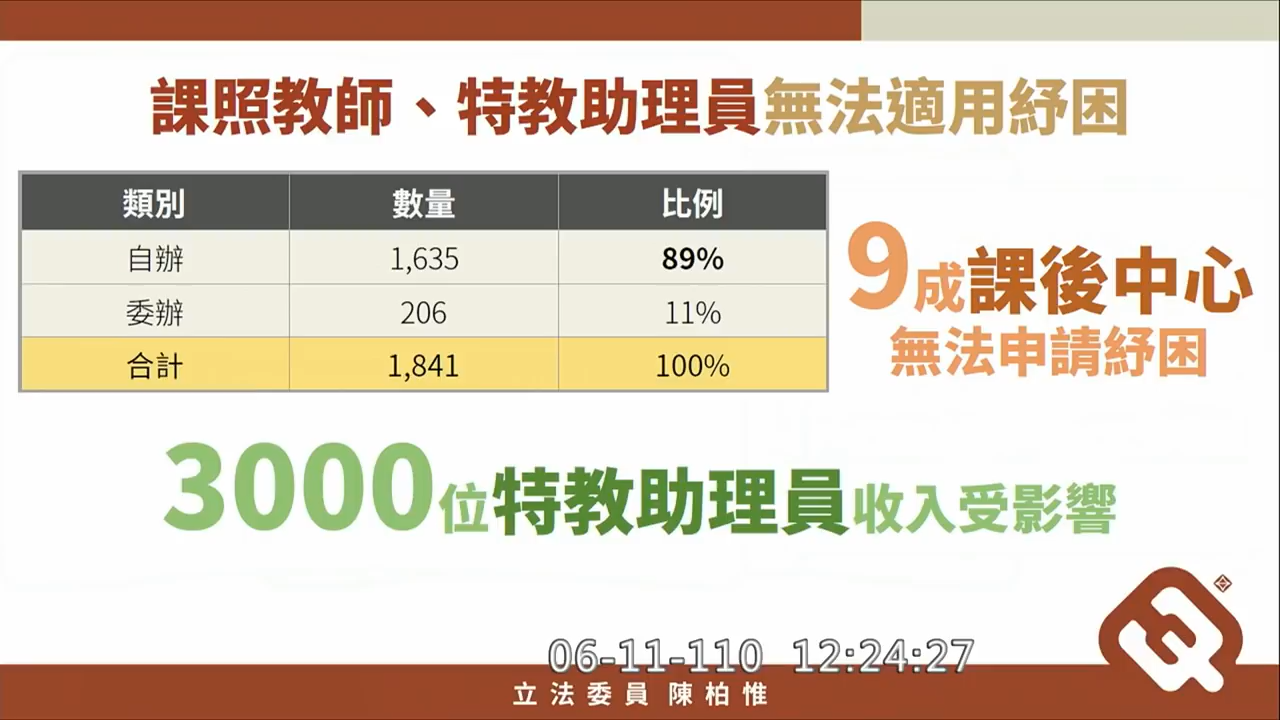 課照教師、特教助理員無法適用紓困
類別 數量 比例
自辦 1,635 89%
委辦 206 11%
合計 1,841 100%
9成課後中心
無法申請紓困
3000位特教助理員收入受影響
06-11-110 12:24:27
立法委員 陳柏惟